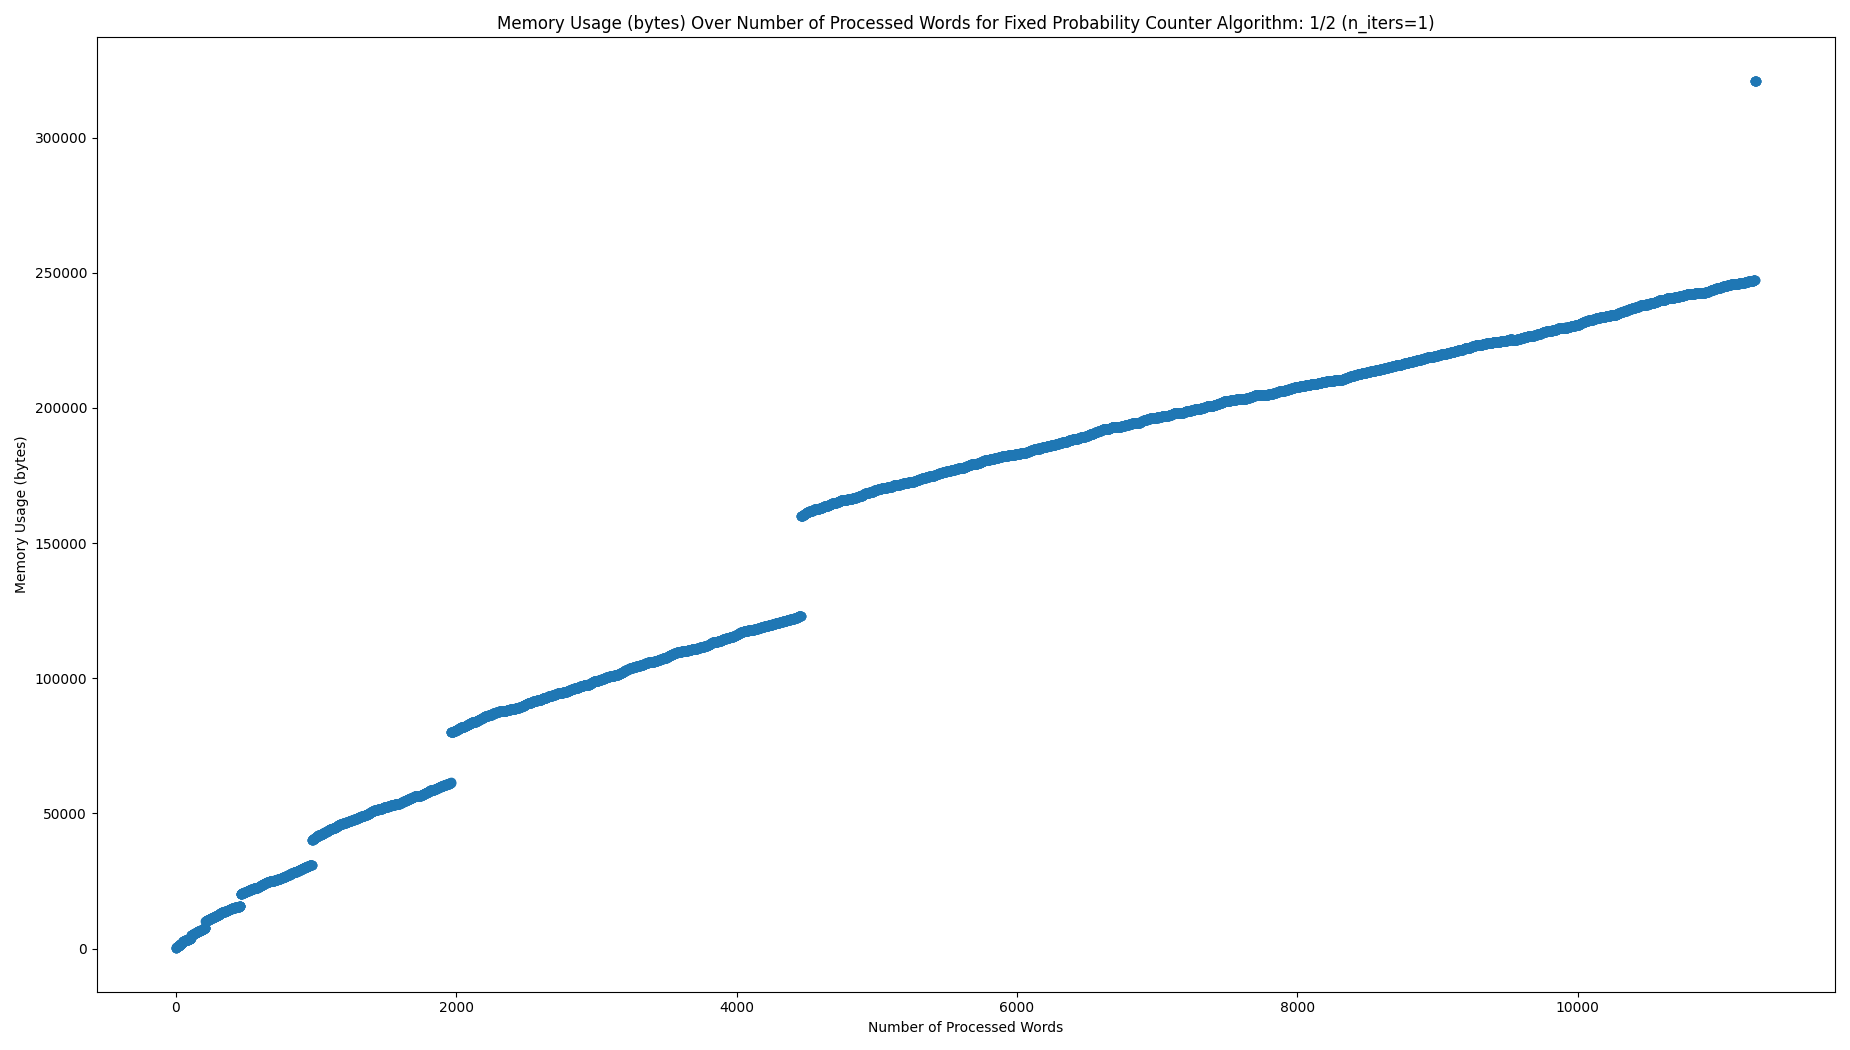 Memory Usage (bytes) Over Number of Processed Words for Fixed Probability Counter Algorithm: 1/2 (n_iters=1)
300000
250000
200000
150000
100000
50000
0
Memory Usage (bytes)
0 2000 4000 6000 8000 10000
Number of Processed Words